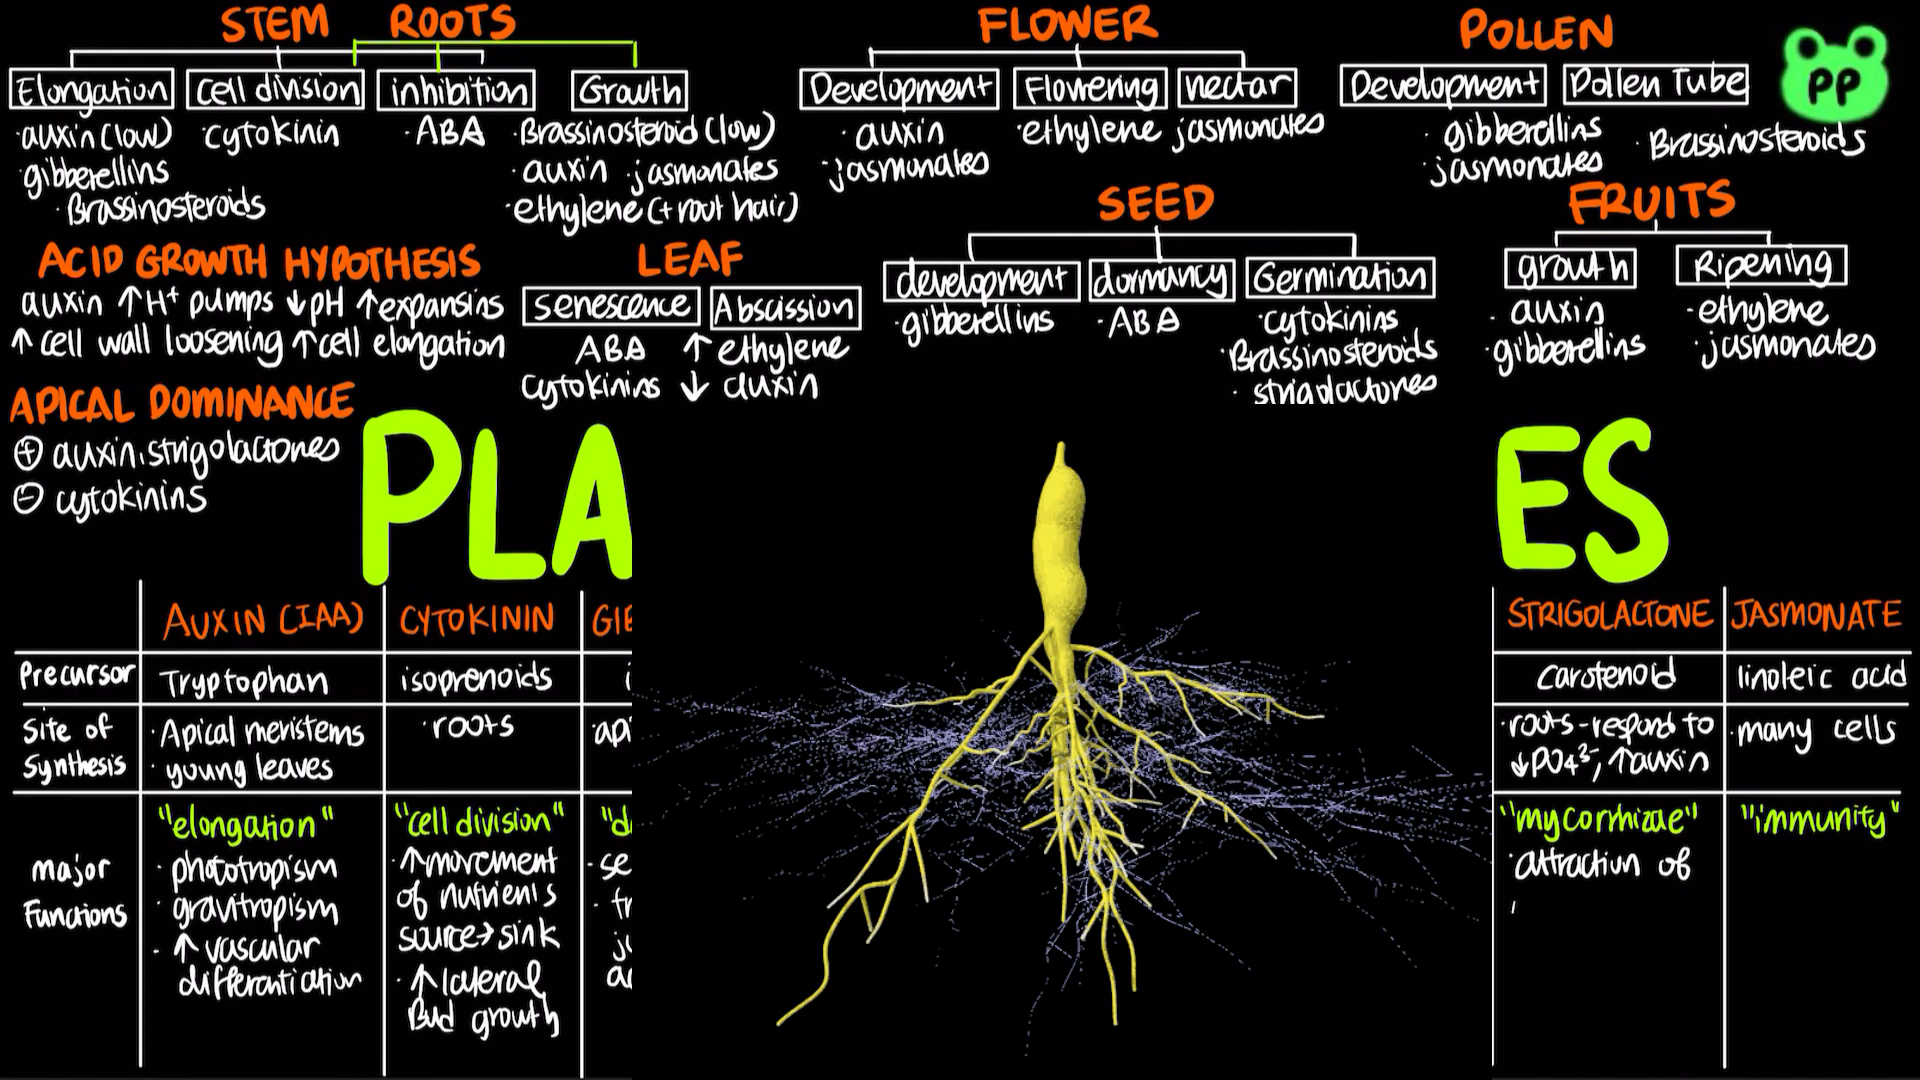 STEM ROOTS
Elongation
·auxin (low)
gibberellins
·Brassinosteroids
cell division
·cytokinin
inhibition
·ABA
Growth
·Brassinosteroid (low)
·auxin ·jasmonates
·ethylene (+ root hair)
FLOWER
Development
·auxin
·jasmonates
Flowering
·ethylene
nectar
jasmonates
POLLEN
Development
·gibberellins
·jasmonates
Pollen Tube
·Brassinosteroids
PP
ACID GROWTH HYPOTHESIS
auxin ↑H⁺ pumps ↓pH ↑expansins
↑cell wall loosening ↑cell elongation
LEAF
senescence
ABA
cytokinins
Abscission
↑ ethylene
↓ auxin
SEED
development
·gibberellins
dormancy
·ABA
Germination
·cytokinins
·Brassinosteroids
·strigolactones
FRUITS
growth
·auxin
·gibberellins
Ripening
·ethylene
·jasmonates
APICAL DOMINANCE
⊕ auxin, strigolactones
⊖ cytokinins
PLA
ES
AUXIN (IAA)
CYTOKININ
GIB
STRIGOLACTONE
JASMONATE
Precursor
Tryptophan
isoprenoids
i
carotenoid
linoleic acid
Site of
Synthesis
·Apical meristems
·young leaves
·roots
·api
·roots - respond to
↓PO₄³⁻, ↑auxin
·many cells
major
Functions
"elongation"
·phototropism
·gravitropism
·↑vascular
differentiation
"cell division"
·↑movement
of nutrients
source→sink
·↑lateral
Bud growth
"d
·se
·fr
ju
a
"mycorrhizae"
·attraction of
"immunity"